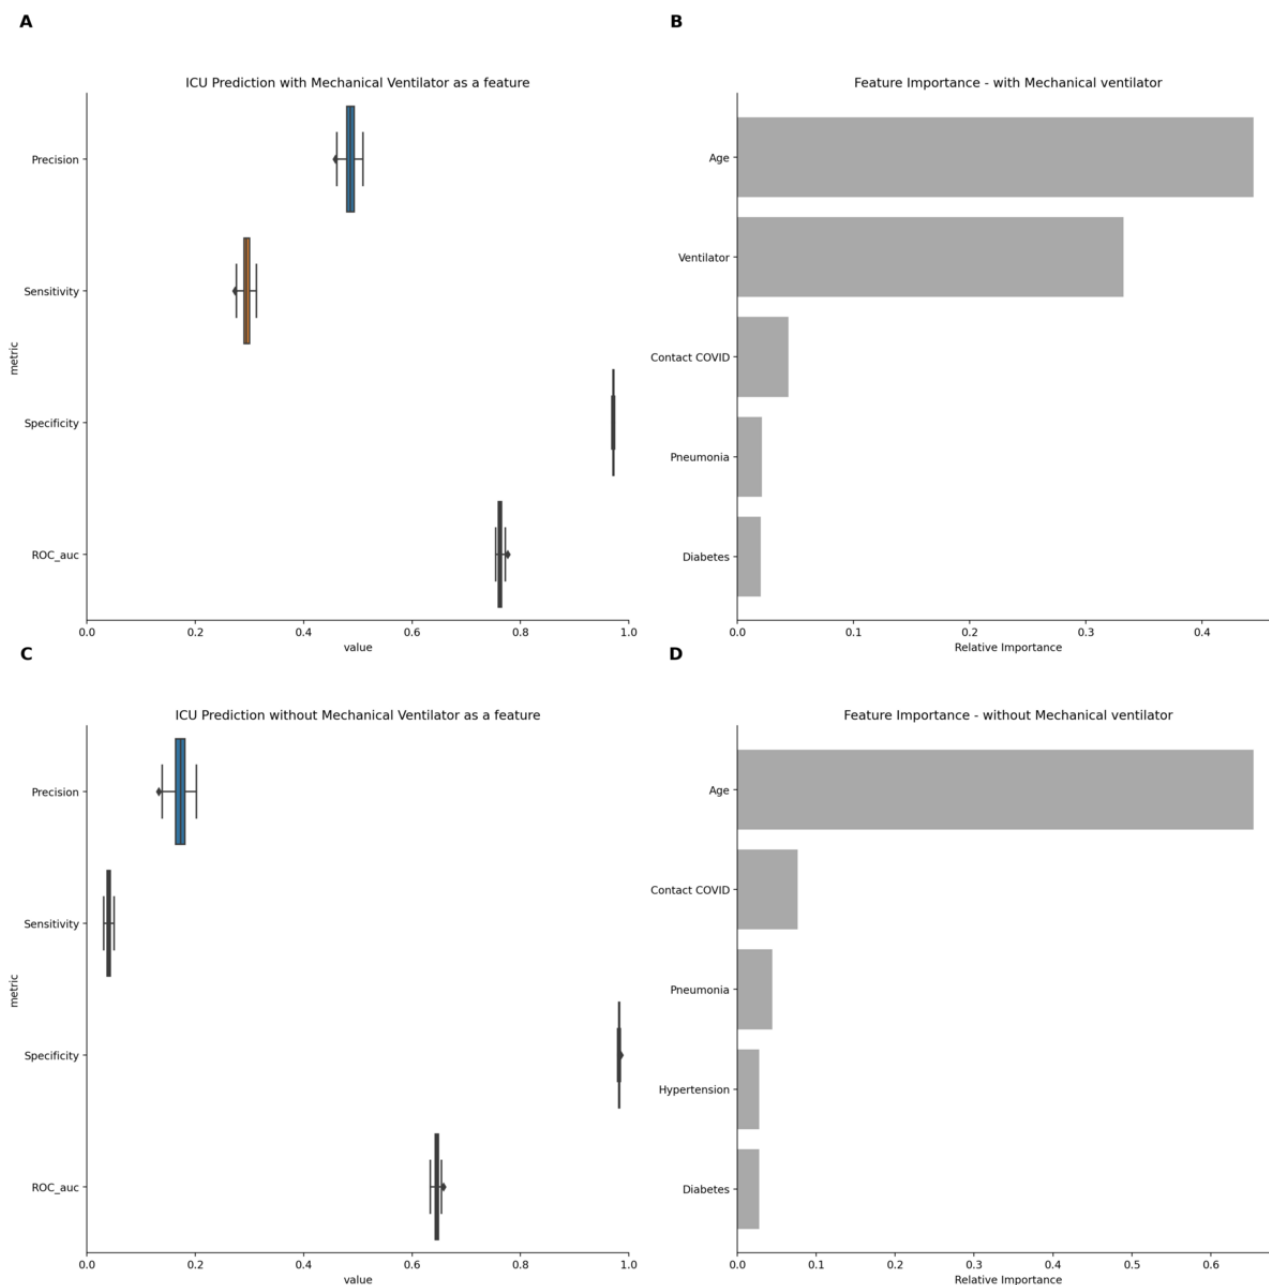 A
ICU Prediction with Mechanical Ventilator as a feature
Precision
Sensitivity
Specificity
ROC_auc
metric
0.0 0.2 0.4 0.6 0.8 1.0
value
B
Feature Importance - with Mechanical ventilator
Age
Ventilator
Contact COVID
Pneumonia
Diabetes
0.0 0.1 0.2 0.3 0.4
Relative Importance
C
ICU Prediction without Mechanical Ventilator as a feature
Precision
Sensitivity
Specificity
ROC_auc
metric
0.0 0.2 0.4 0.6 0.8 1.0
value
D
Feature Importance - without Mechanical ventilator
Age
Contact COVID
Pneumonia
Hypertension
Diabetes
0.0 0.1 0.2 0.3 0.4 0.5 0.6
Relative Importance